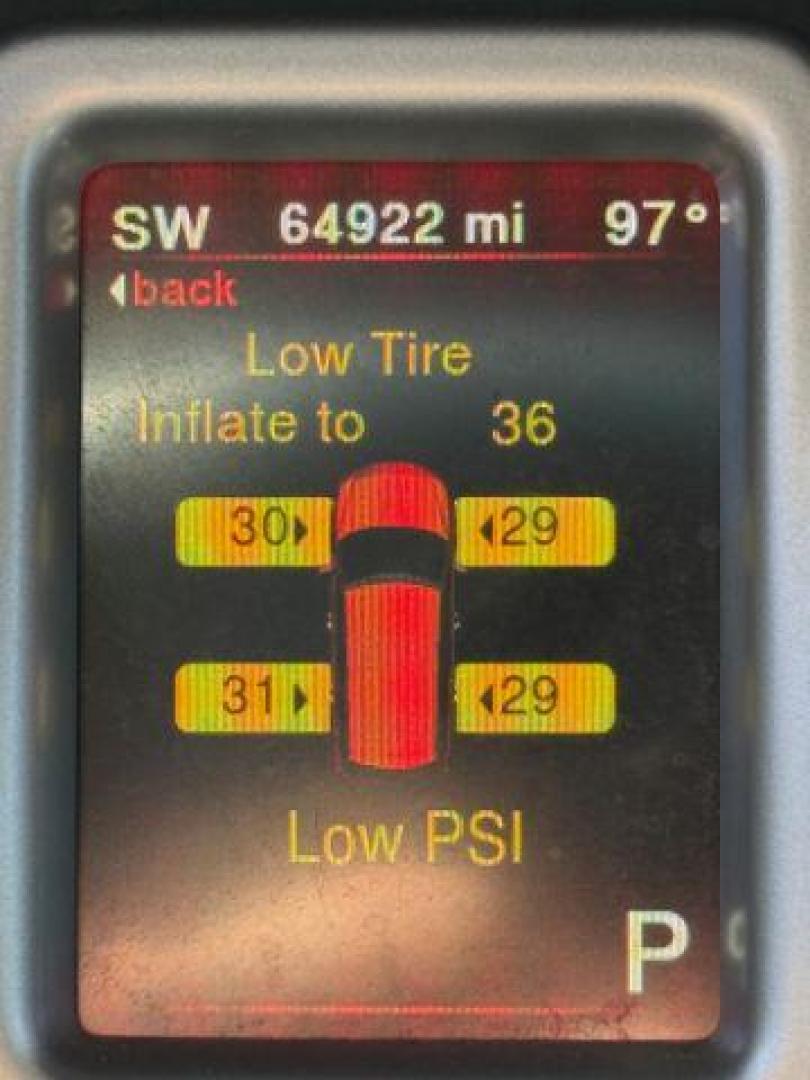 SW 64922 mi 97°
back
Low Tire
Inflate to 36
30 29
31 29
Low PSI
P